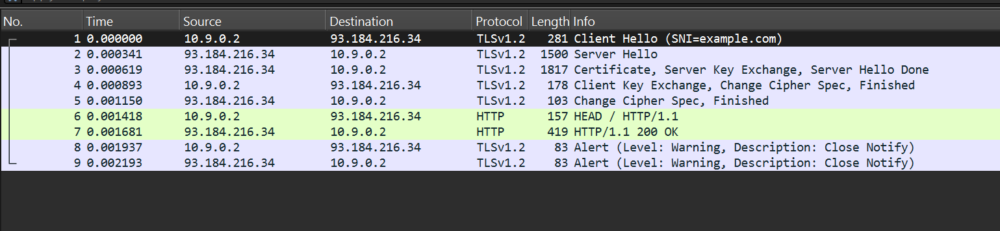 No. Time Source Destination Protocol Length Info
1 0.000000 10.9.0.2 93.184.216.34 TLSv1.2 281 Client Hello (SNI=example.com)
2 0.000341 93.184.216.34 10.9.0.2 TLSv1.2 1500 Server Hello
3 0.000619 93.184.216.34 10.9.0.2 TLSv1.2 1817 Certificate, Server Key Exchange, Server Hello Done
4 0.000893 10.9.0.2 93.184.216.34 TLSv1.2 178 Client Key Exchange, Change Cipher Spec, Finished
5 0.001150 93.184.216.34 10.9.0.2 TLSv1.2 103 Change Cipher Spec, Finished
6 0.001418 10.9.0.2 93.184.216.34 HTTP 157 HEAD / HTTP/1.1
7 0.001681 93.184.216.34 10.9.0.2 HTTP 419 HTTP/1.1 200 OK
8 0.001937 10.9.0.2 93.184.216.34 TLSv1.2 83 Alert (Level: Warning, Description: Close Notify)
9 0.002193 93.184.216.34 10.9.0.2 TLSv1.2 83 Alert (Level: Warning, Description: Close Notify)